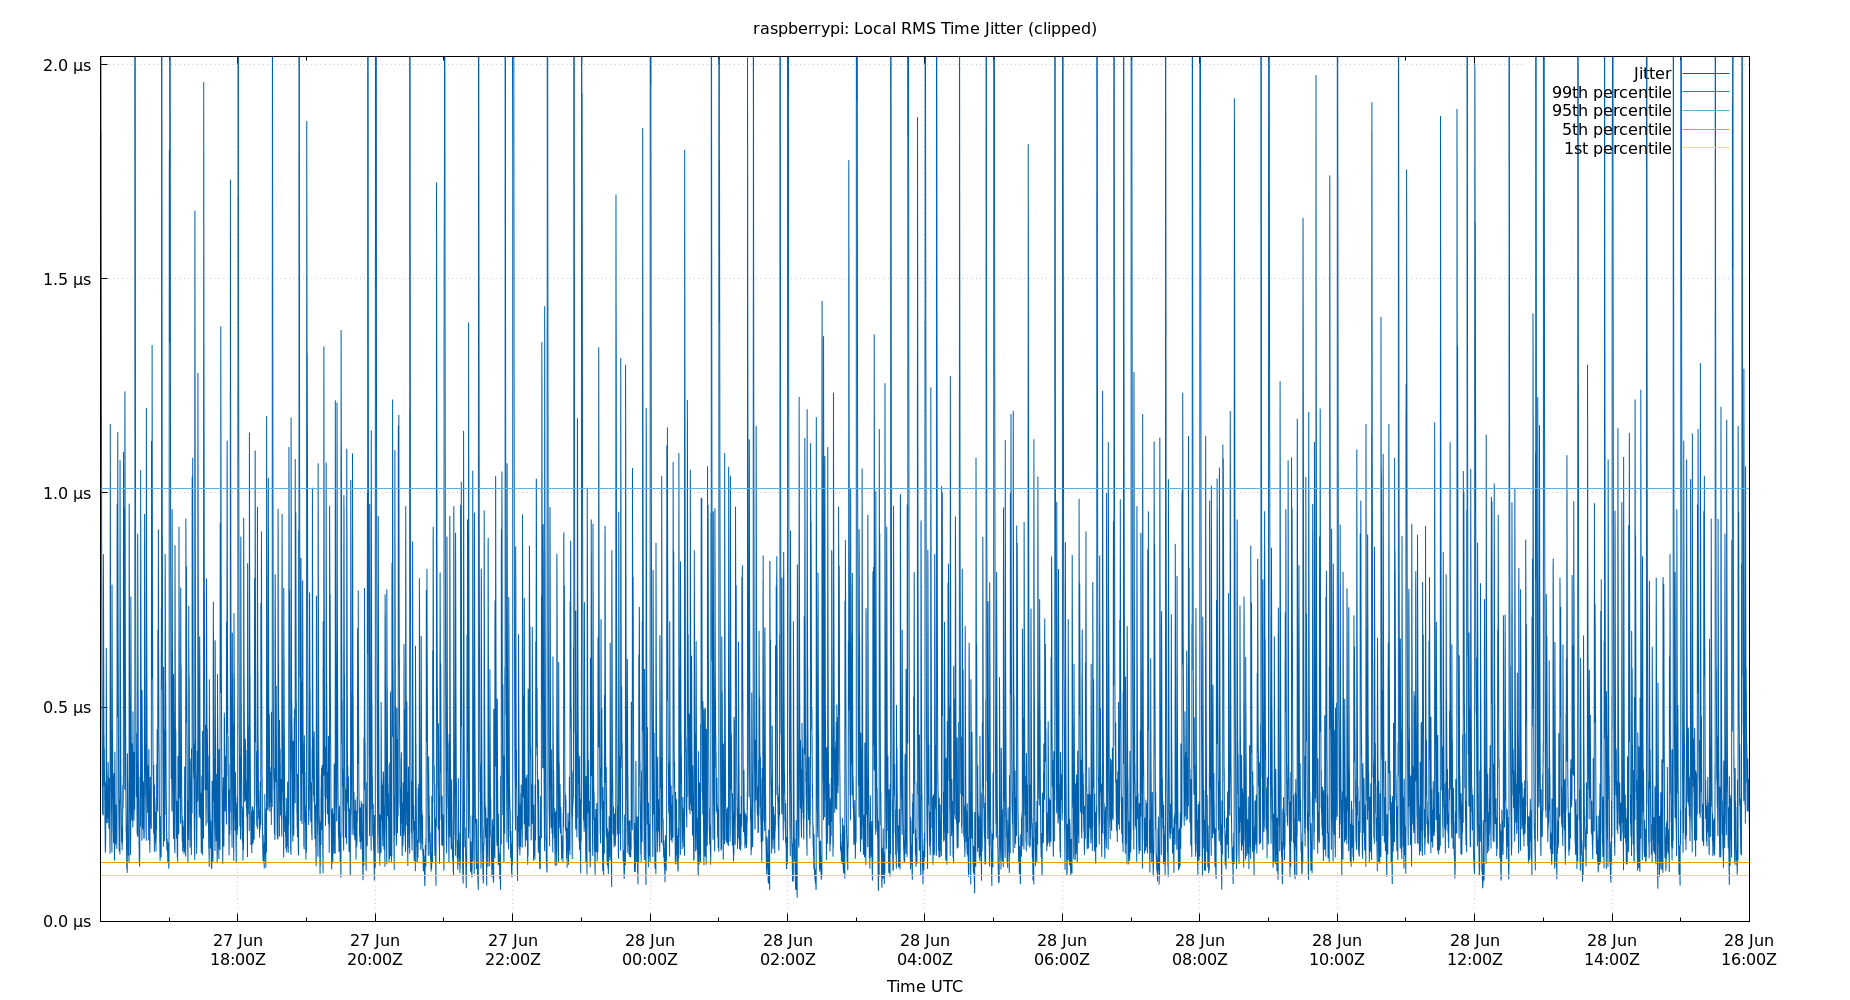 raspberrypi: Local RMS Time Jitter (clipped)
2.0 µs
1.5 µs
1.0 µs
0.5 µs
0.0 µs
Jitter
99th percentile
95th percentile
5th percentile
1st percentile
27 Jun 27 Jun 27 Jun 28 Jun 28 Jun 28 Jun 28 Jun 28 Jun 28 Jun 28 Jun 28 Jun 28 Jun
18:00Z 20:00Z 22:00Z 00:00Z 02:00Z 04:00Z 06:00Z 08:00Z 10:00Z 12:00Z 14:00Z 16:00Z
Time UTC